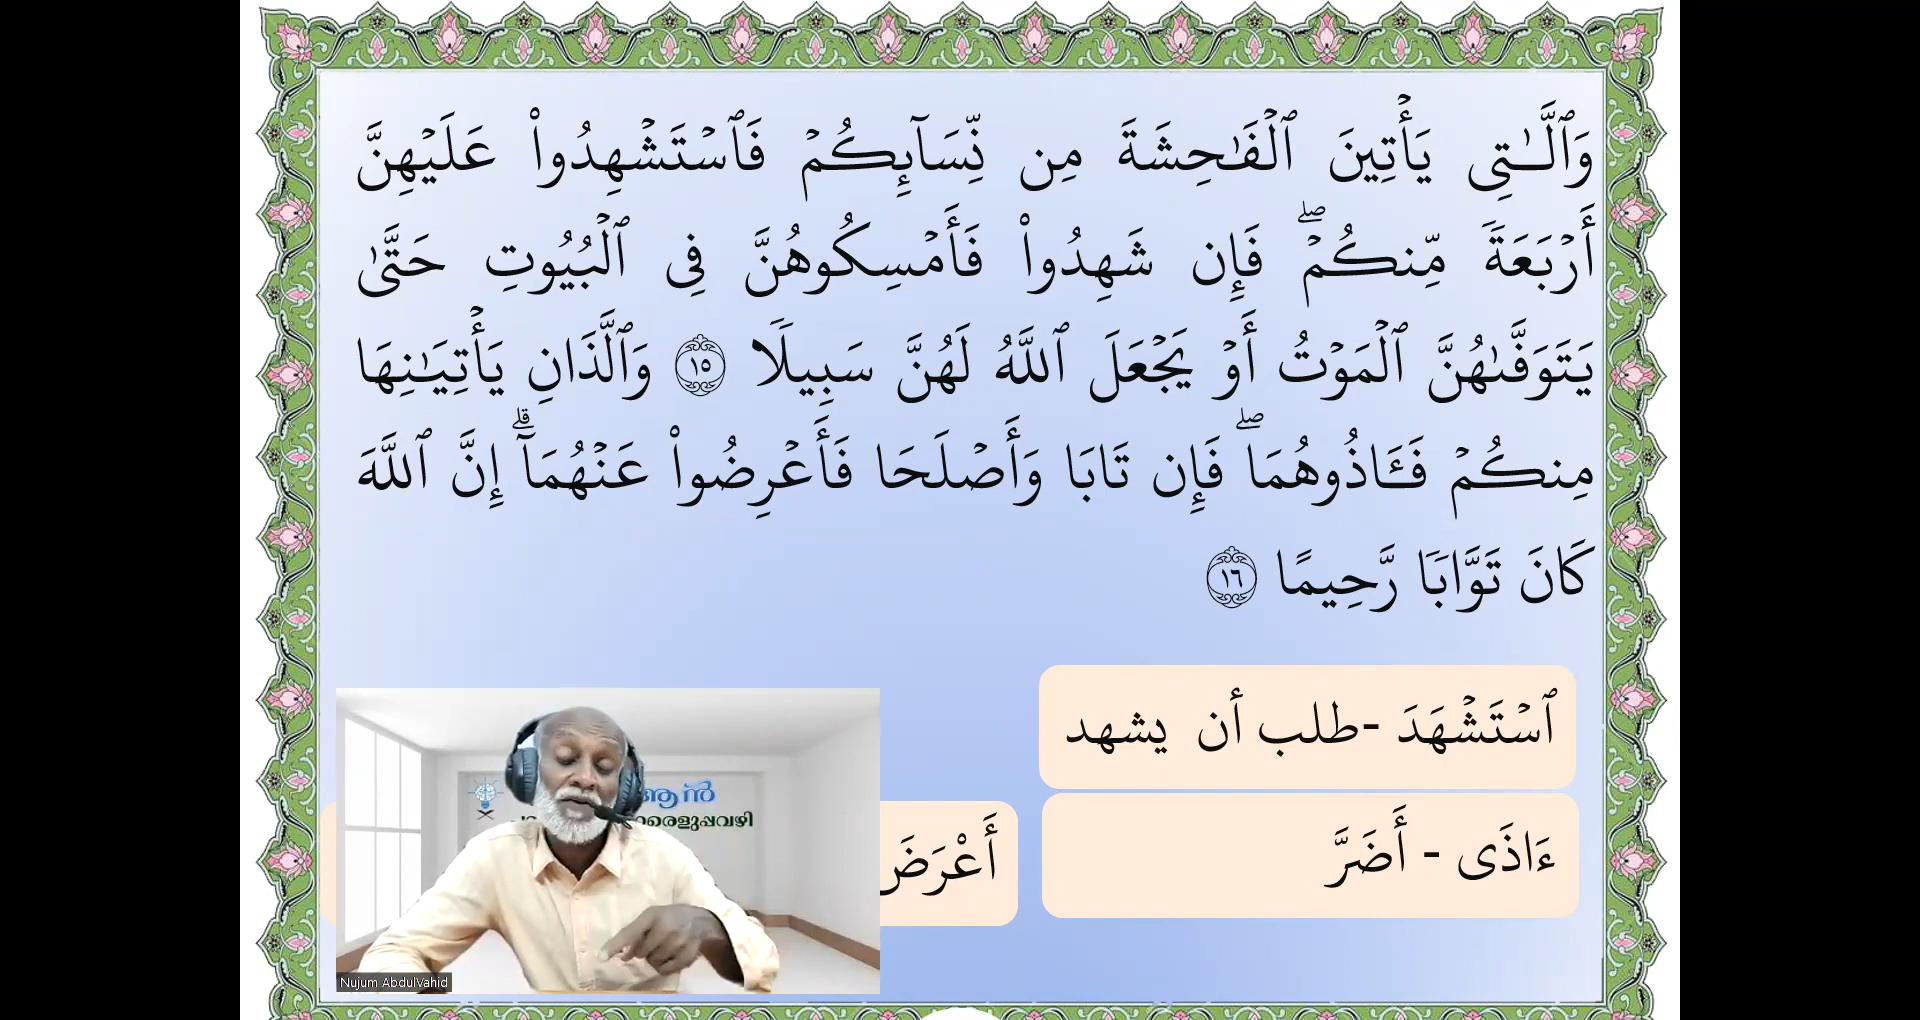 وَٱلَّـٰتِى يَأۡتِينَ ٱلۡفَـٰحِشَةَ مِن نِّسَآئِكُمۡ فَٱسۡتَشۡهِدُواْ عَلَيۡهِنَّ
أَرۡبَعَةٗ مِّنكُمۡۖ فَإِن شَهِدُواْ فَأَمۡسِكُوهُنَّ فِى ٱلۡبُيُوتِ حَتَّىٰ
يَتَوَفَّىٰهُنَّ ٱلۡمَوۡتُ أَوۡ يَجۡعَلَ ٱللَّهُ لَهُنَّ سَبِيلٗا ١٥ وَٱلَّذَانِ يَأۡتِيَـٰنِهَا
مِنكُمۡ فَـَٔاذُوهُمَاۖ فَإِن تَابَا وَأَصۡلَحَا فَأَعۡرِضُواْ عَنۡهُمَآۗ إِنَّ ٱللَّهَ
كَانَ تَوَّابٗا رَّحِيمًا ١٦
ٱسۡتَشۡهَدَ -طلب أن يشهد
ءَاذَى - أَضَرَّ
أَعْرَضَ
Nujum AbdulVahid